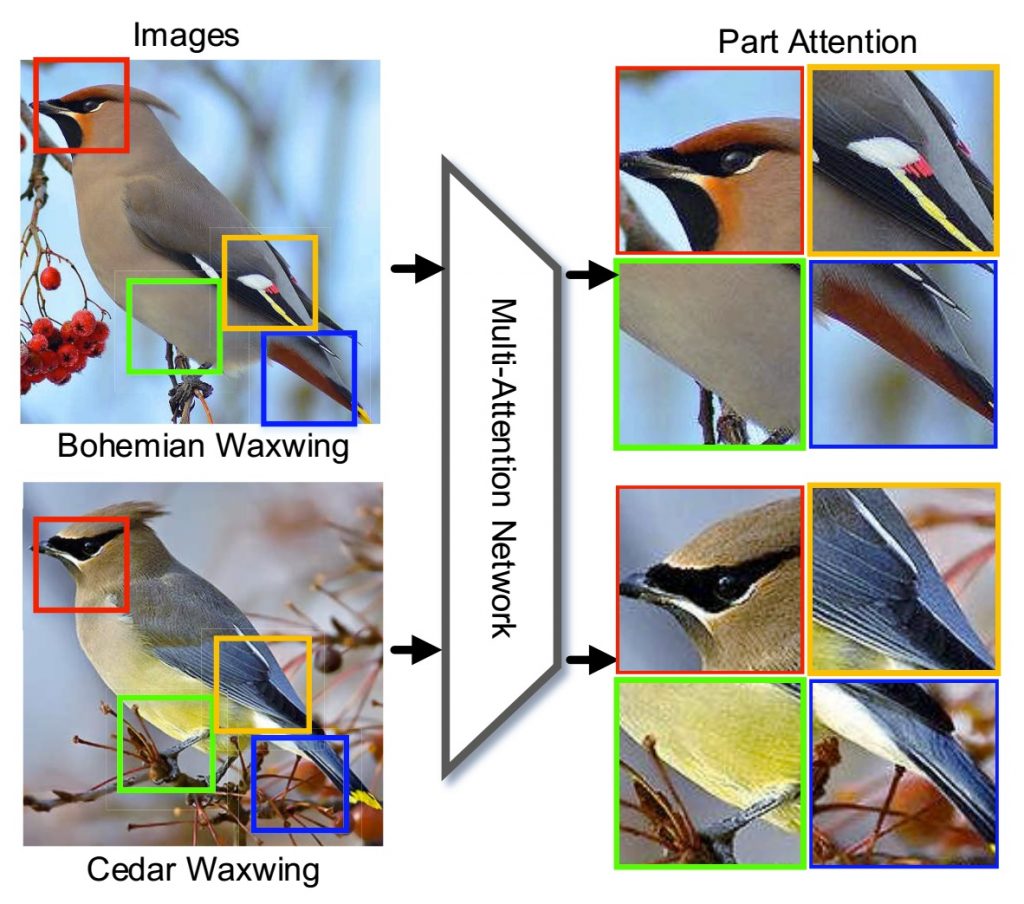 Images
Part Attention
Bohemian Waxwing
Multi-Attention Network
Cedar Waxwing